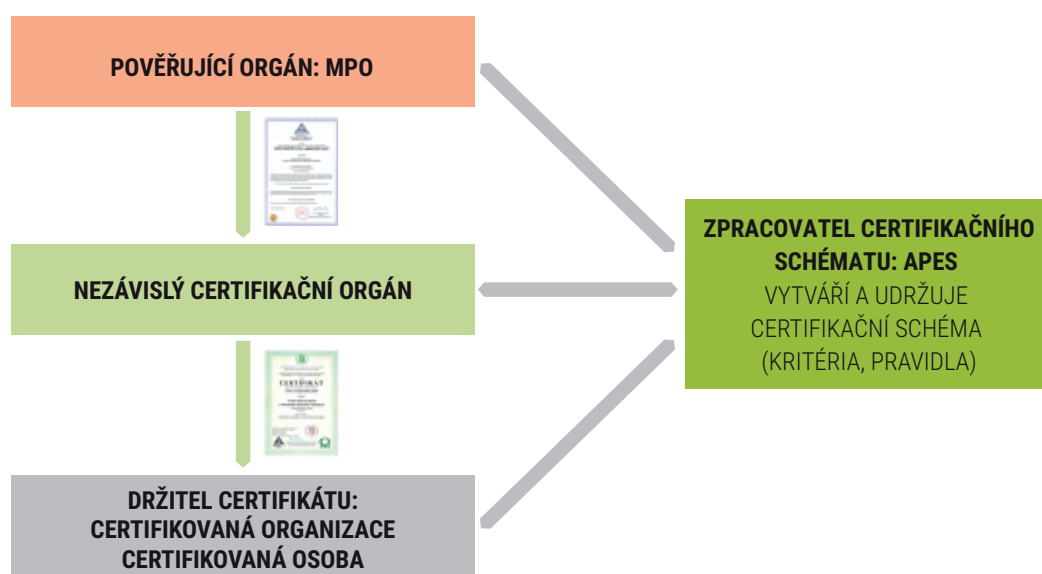 POVĚŘUJÍCÍ ORGÁN: MPO
NEZÁVISLÝ CERTIFIKAČNÍ ORGÁN
CERTIFIKÁT
DRŽITEL CERTIFIKÁTU:
CERTIFIKOVANÁ ORGANIZACE
CERTIFIKOVANÁ OSOBA
ZPRACOVATEL CERTIFIKAČNÍHO
SCHÉMATU: APES
VYTVÁŘÍ A UDRŽUJE
CERTIFIKAČNÍ SCHÉMA
(KRITÉRIA, PRAVIDLA)